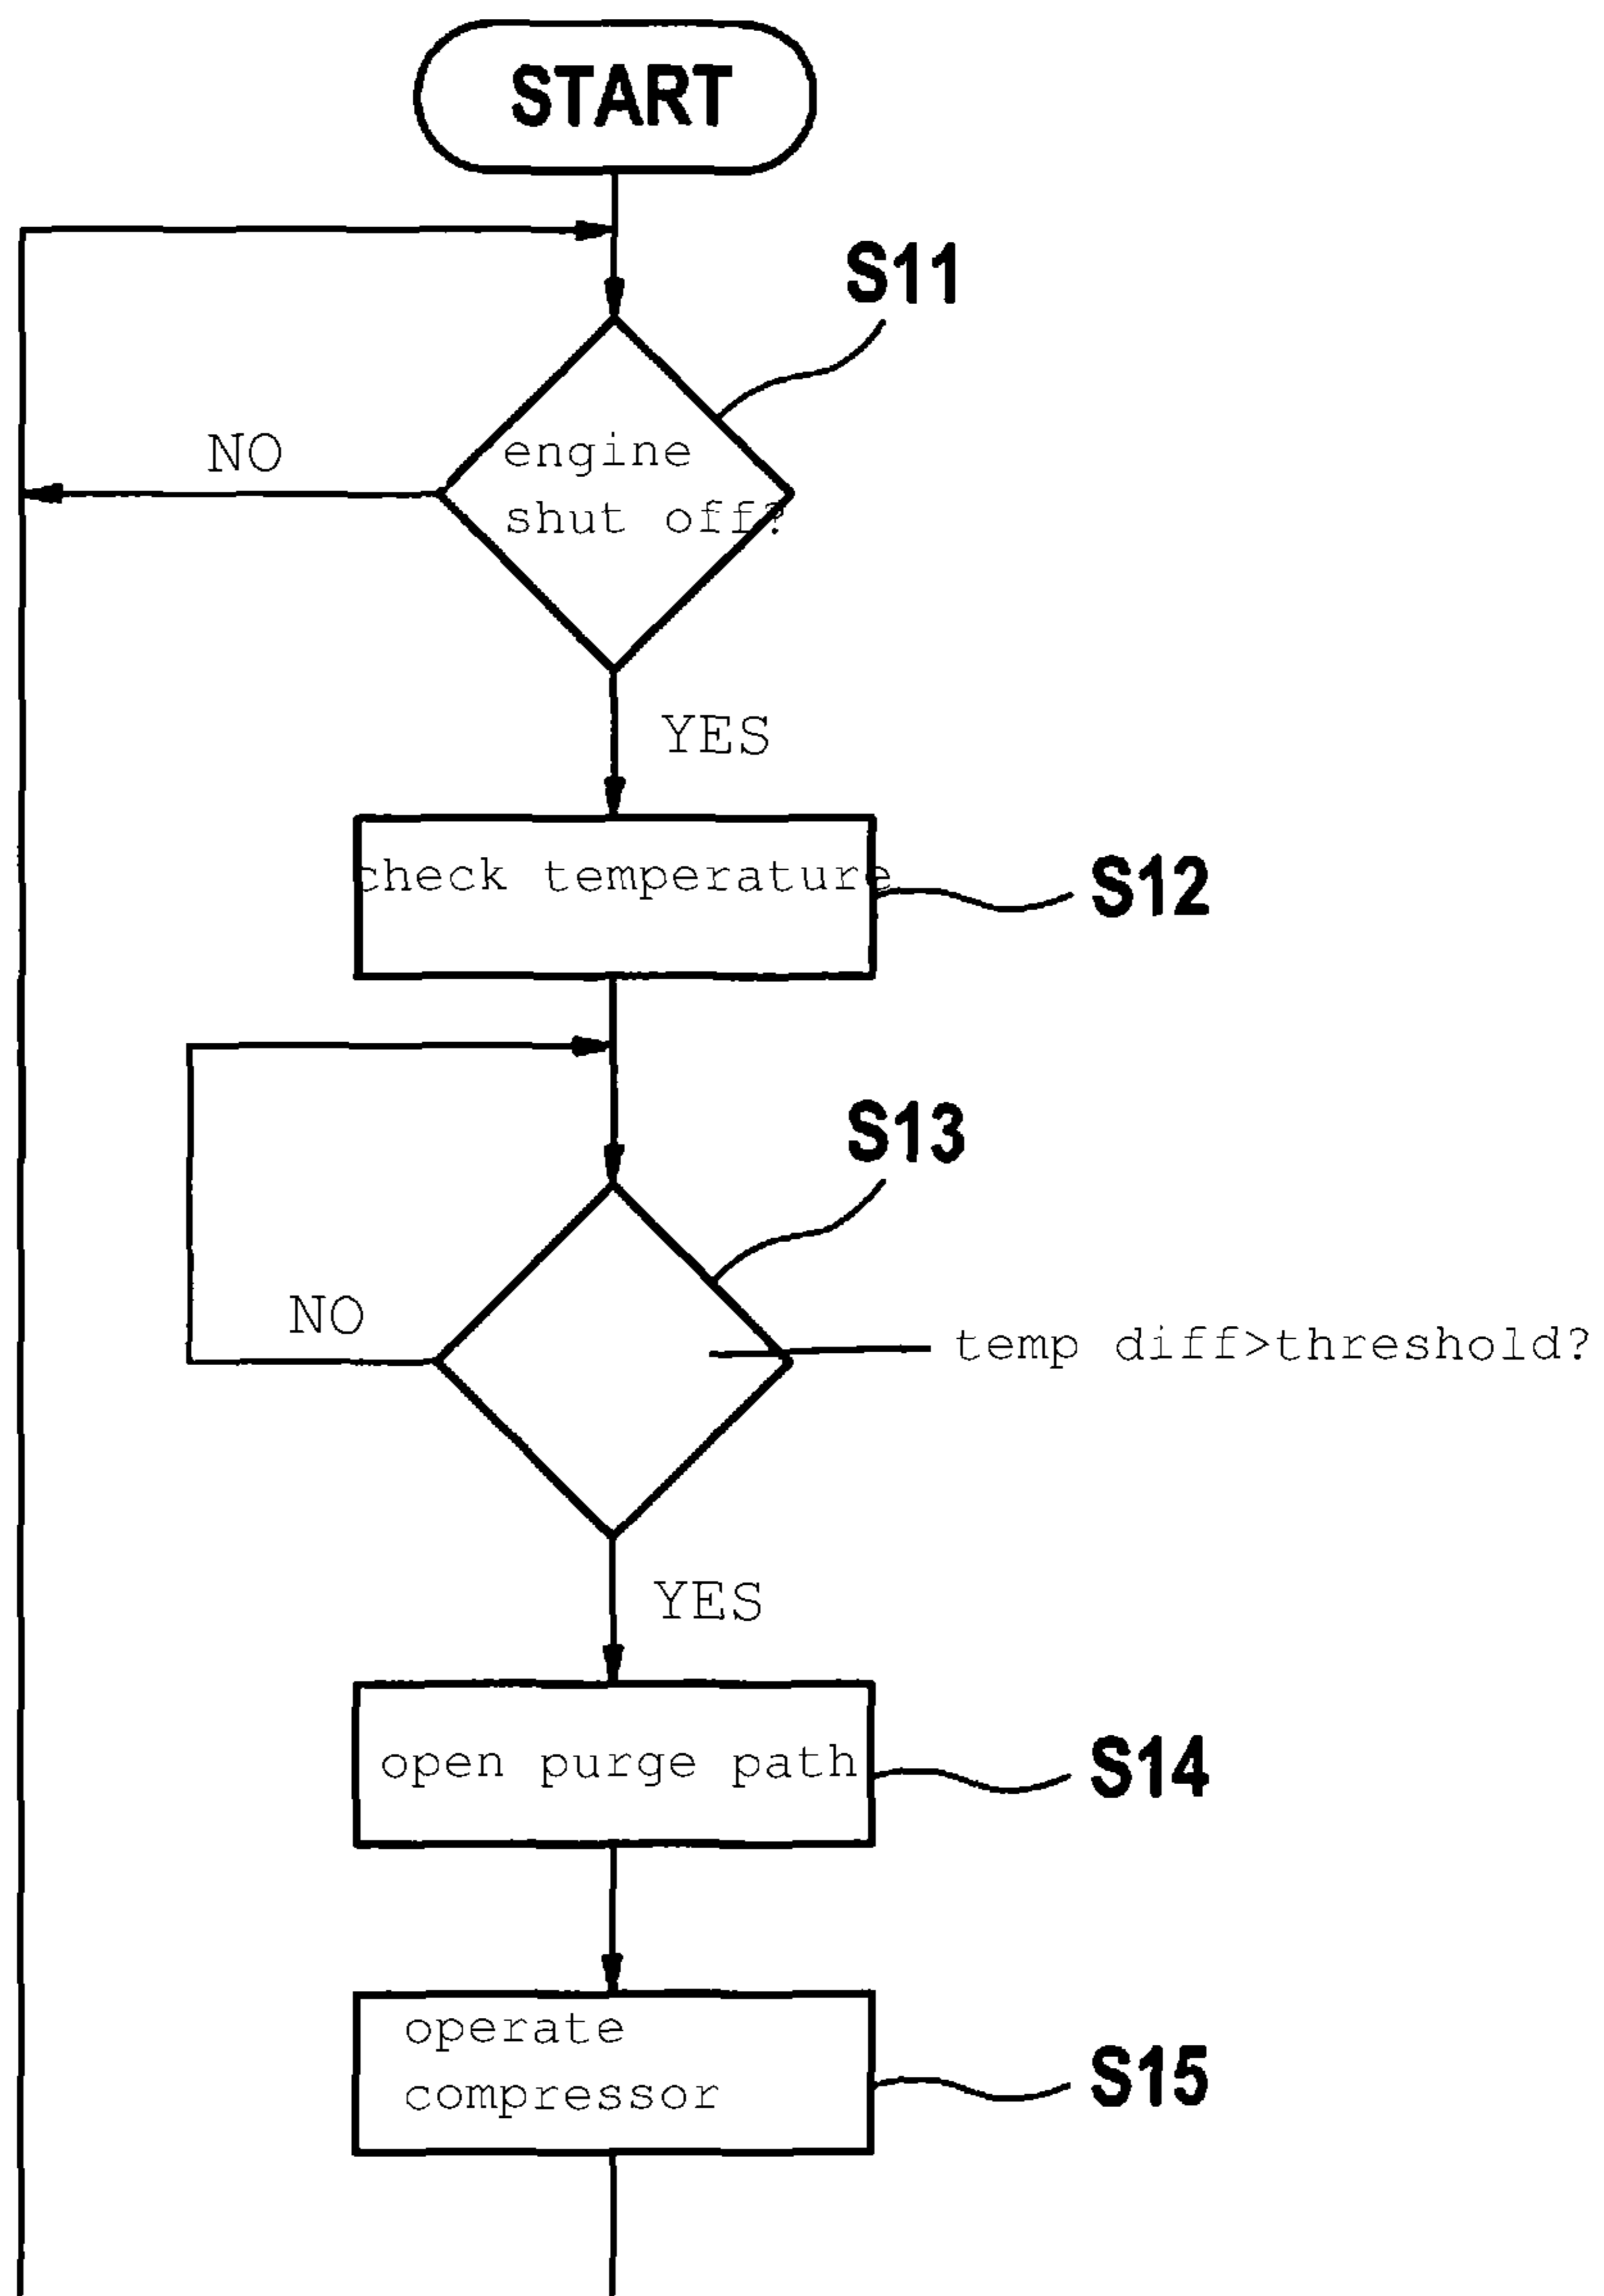 START
S11
NO
engine
shut off?
YES
check temperature
S12
S13
NO
temp diff>threshold?
YES
open purge path
S14
operate
compressor
S15